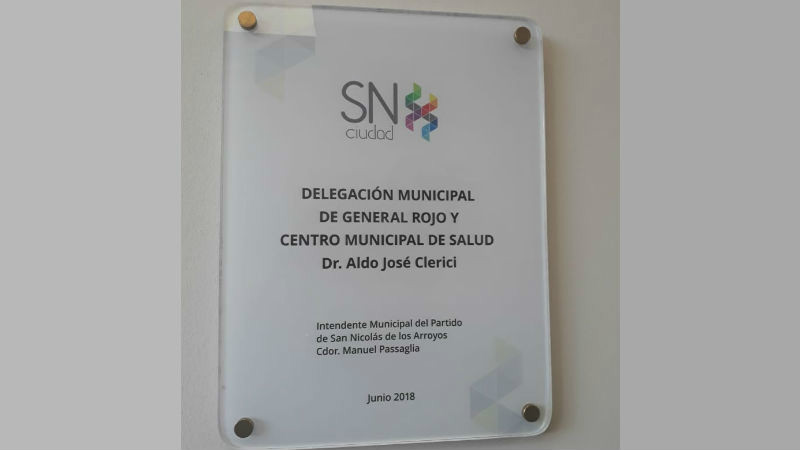 SN
ciudad
DELEGACIÓN MUNICIPAL
DE GENERAL ROJO Y
CENTRO MUNICIPAL DE SALUD
Dr. Aldo José Clerici
Intendente Municipal del Partido
de San Nicolás de los Arroyos
Cdor. Manuel Passaglia
Junio 2018